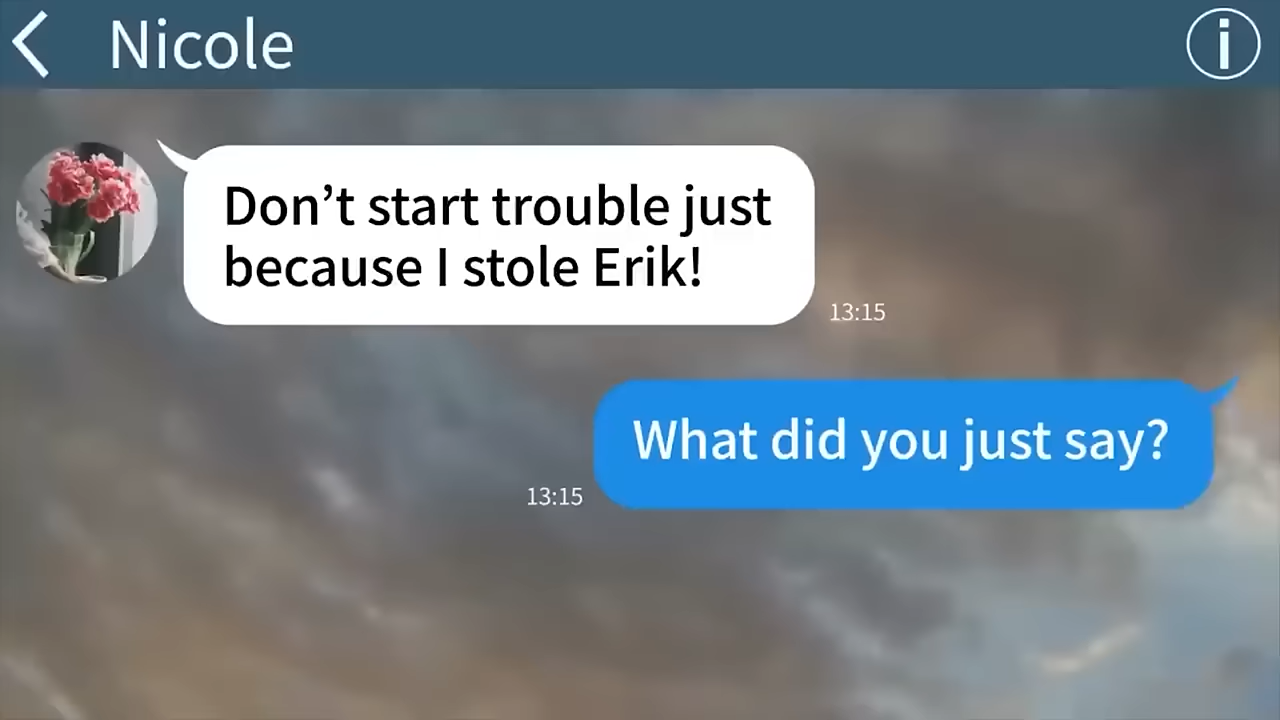 Nicole
Don’t start trouble just
because I stole Erik!
13:15
What did you just say?
13:15